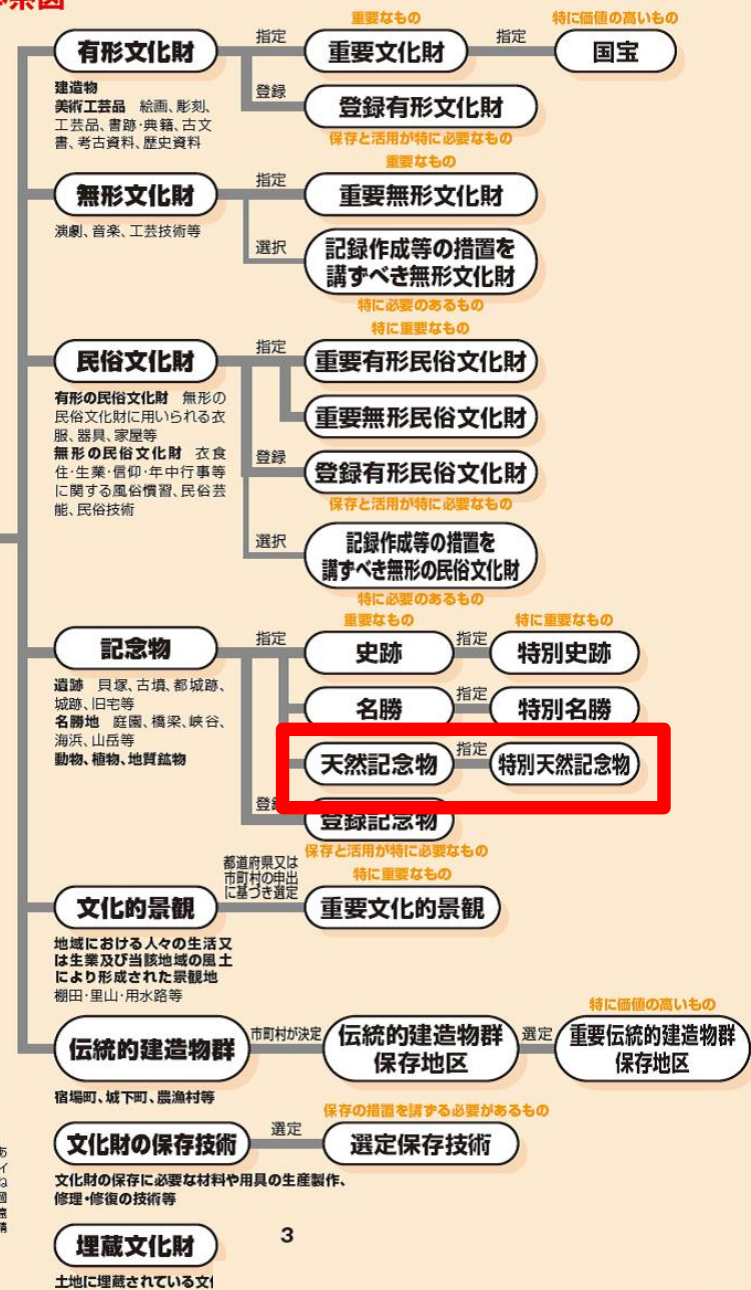 系図
重要なもの
特に価値の高いもの
有形文化財
指定
重要文化財
指定
国宝
建造物
美術工芸品 絵画、彫刻、
工芸品、書跡・典籍、古文
書、考古資料、歴史資料
登録
登録有形文化財
保存と活用が特に必要なもの
重要なもの
無形文化財
指定
重要無形文化財
演劇、音楽、工芸技術等
選択
記録作成等の措置を
講ずべき無形文化財
特に必要のあるもの
特に重要なもの
民俗文化財
指定
重要有形民俗文化財
有形の民俗文化財 無形の
民俗文化財に用いられる衣
服、器具、家屋等
無形の民俗文化財 衣食
住・生業・信仰・年中行事等
に関する風俗慣習、民俗芸
能、民俗技術
重要無形民俗文化財
登録
登録有形民俗文化財
保存と活用が特に必要なもの
選択
記録作成等の措置を
講ずべき無形の民俗文化財
特に必要のあるもの
重要なもの
特に重要なもの
記念物
指定
史跡
指定
特別史跡
遺跡 貝塚、古墳、都城跡、
城跡、旧宅等
名勝地 庭園、橋梁、峡谷、
海浜、山岳等
動物、植物、地質鉱物
名勝
指定
特別名勝
天然記念物
指定
特別天然記念物
登録
登録記念物
保存と活用が特に必要なもの
都道府県又は
市町村の申出
に基づき選定
特に重要なもの
文化的景観
重要文化的景観
地域における人々の生活又
は生業及び当該地域の風土
により形成された景観地
棚田・里山・用水路等
特に価値の高いもの
伝統的建造物群
市町村が決定
伝統的建造物群
保存地区
選定
重要伝統的建造物群
保存地区
宿場町、城下町、農漁村等
保存の措置を講ずる必要があるもの
文化財の保存技術
選定
選定保存技術
文化財の保存に必要な材料や用具の生産製作、
修理・修復の技術等
3
埋蔵文化財
土地に埋蔵されている文